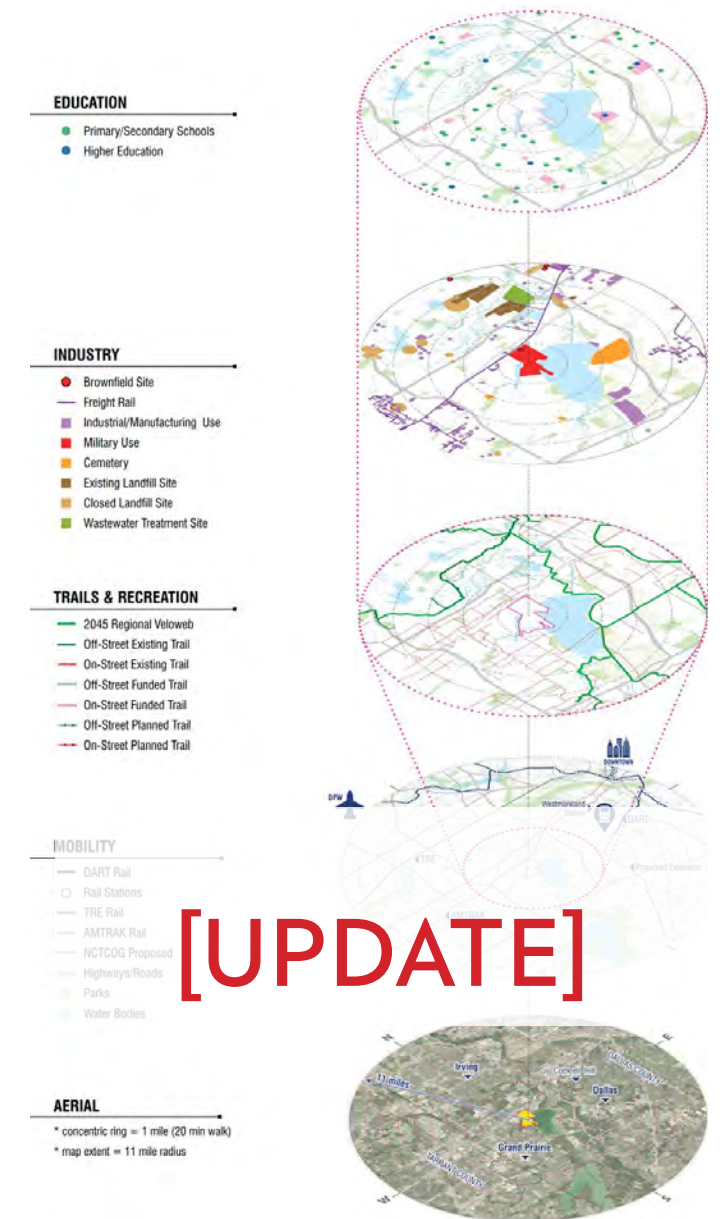 EDUCATION
Primary/Secondary Schools
Higher Education
INDUSTRY
Brownfield Site
Freight Rail
Industrial/Manufacturing Use
Military Use
Cemetery
Existing Landfill Site
Closed Landfill Site
Wastewater Treatment Site
TRAILS & RECREATION
2045 Regional Veloweb
Off-Street Existing Trail
On-Street Existing Trail
Off-Street Funded Trail
On-Street Funded Trail
Off-Street Planned Trail
On-Street Planned Trail
DOWNTOWN
DFW
Westmoreland
DART
MOBILITY
TRE
Proposed Extension
DART Rail
Rail Stations
TRE Rail
AMTRAK
AMTRAK Rail
NCTCOG Proposed
Highways/Roads
Parks
Water Bodies
[UPDATE]
N
E
Irving
Cockrell Hill
DALLAS COUNTY
11 miles
Dallas
Grand Prairie
TARRANT COUNTY
W
S
AERIAL
* concentric ring = 1 mile (20 min walk)
* map extent = 11 mile radius